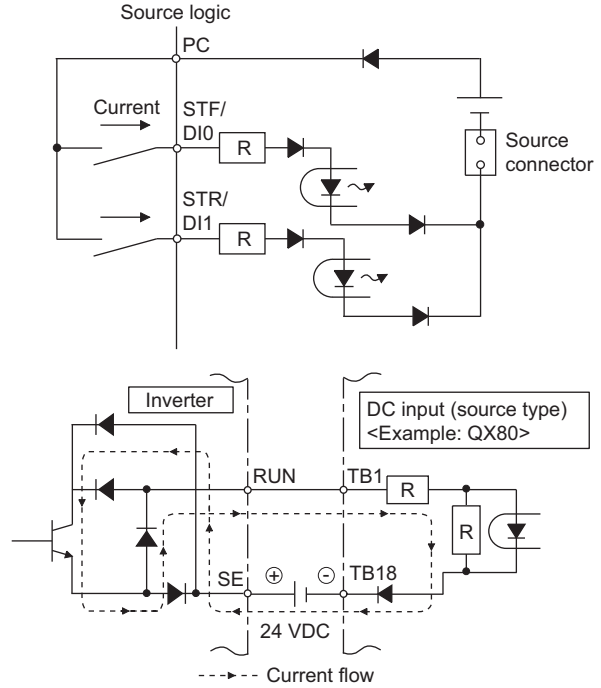 Source logic
PC
Current
STF/
DI0
R
Source
connector
STR/
DI1
R
Inverter
DC input (source type)
<Example: QX80>
RUN
TB1
R
R
SE
+
-
TB18
24 VDC
Current flow